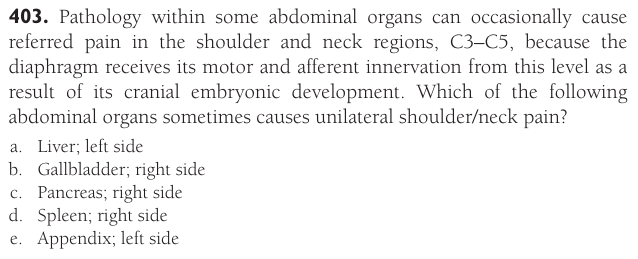 403. Pathology within some abdominal organs can occasionally cause
referred pain in the shoulder and neck regions, C3–C5, because the
diaphragm receives its motor and afferent innervation from this level as a
result of its cranial embryonic development. Which of the following
abdominal organs sometimes causes unilateral shoulder/neck pain?
a. Liver; left side
b. Gallbladder; right side
c. Pancreas; right side
d. Spleen; right side
e. Appendix; left side